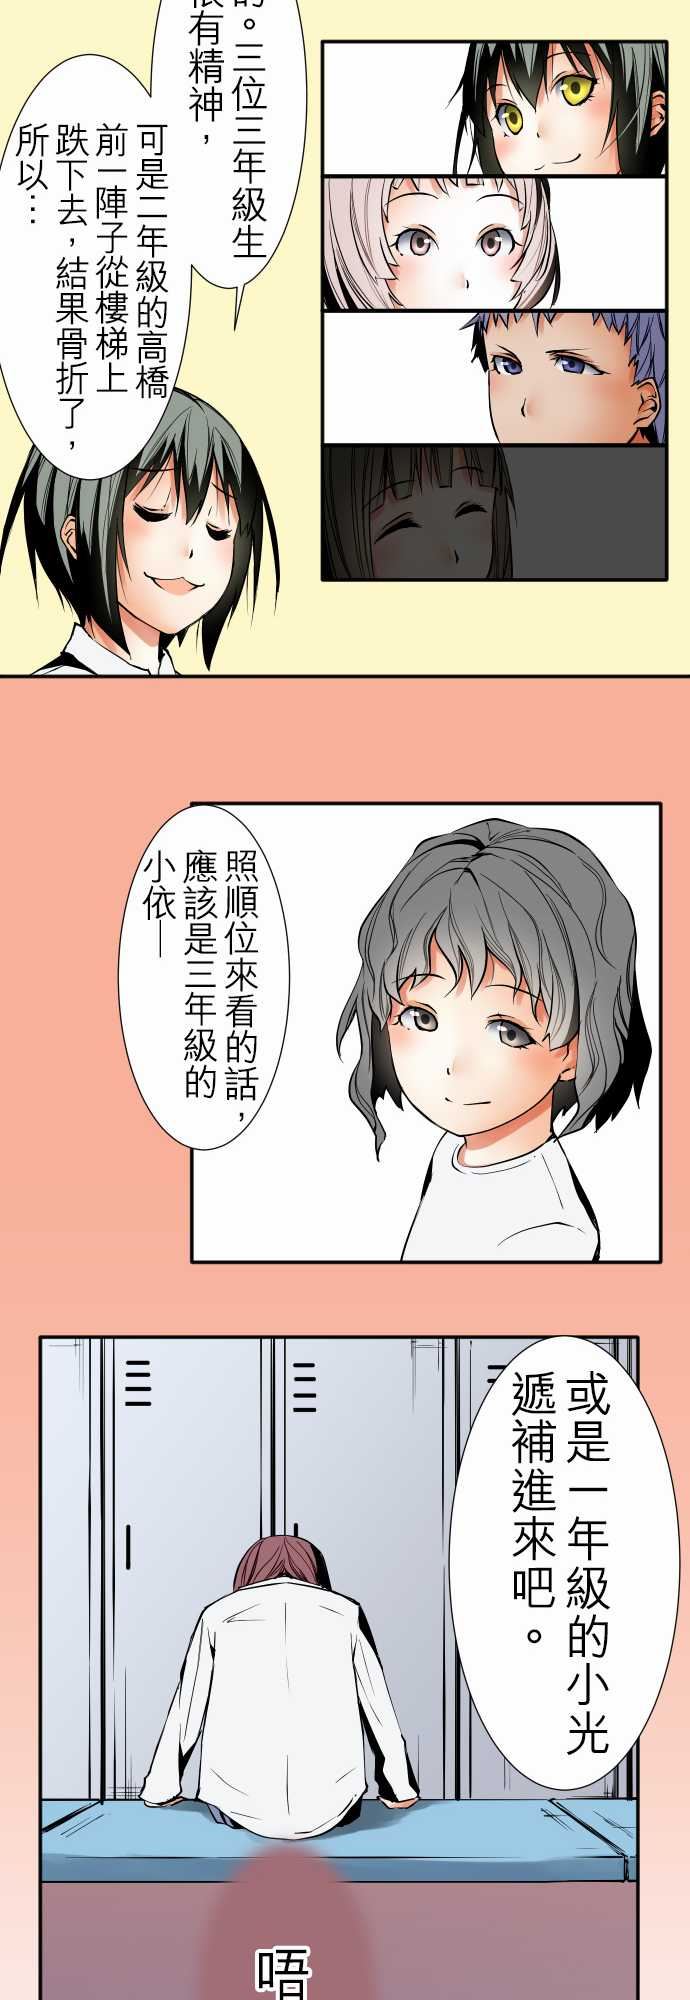 的。三位三年級生
很有精神，
可是二年級的高橋
前一陣子從樓梯上
跌下去，結果骨折了，
所以…
照順位來看的話，
應該是三年級的
小依—
或是一年級的小光
遞補進來吧。
唔